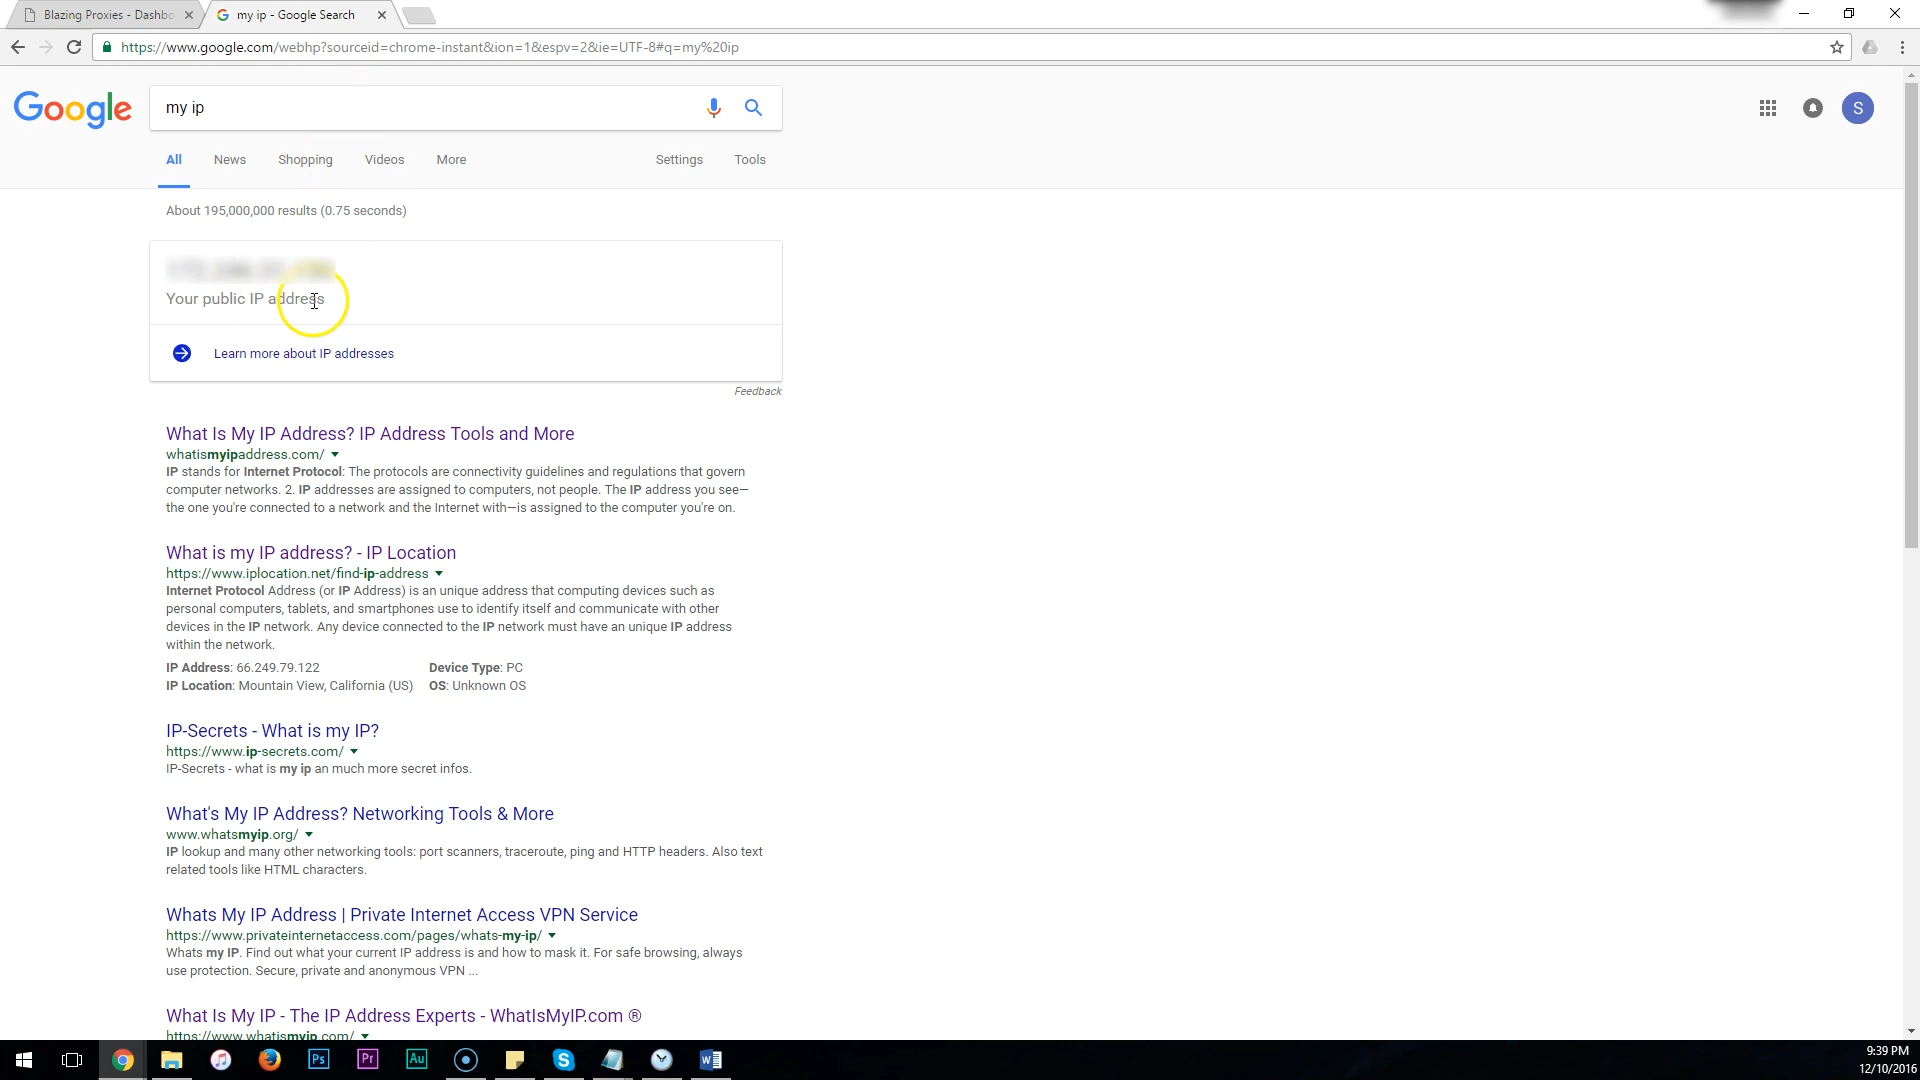 Blazing Proxies - Dashbo
my ip - Google Search
https://www.google.com/webhp?sourceid=chrome-instant&ion=1&espv=2&ie=UTF-8#q=my%20ip
Google
my ip
S
All News Shopping Videos More Settings Tools
About 195,000,000 results (0.75 seconds)
Your public IP address
Learn more about IP addresses
Feedback
What Is My IP Address? IP Address Tools and More
whatismyipaddress.com/
IP stands for Internet Protocol: The protocols are connectivity guidelines and regulations that govern
computer networks. 2. IP addresses are assigned to computers, not people. The IP address you see—
the one you're connected to a network and the Internet with—is assigned to the computer you're on.
What is my IP address? - IP Location
https://www.iplocation.net/find-ip-address
Internet Protocol Address (or IP Address) is an unique address that computing devices such as
personal computers, tablets, and smartphones use to identify itself and communicate with other
devices in the IP network. Any device connected to the IP network must have an unique IP address
within the network.
IP Address: 66.249.79.122 Device Type: PC
IP Location: Mountain View, California (US) OS: Unknown OS
IP-Secrets - What is my IP?
https://www.ip-secrets.com/
IP-Secrets - what is my ip an much more secret infos.
What's My IP Address? Networking Tools & More
www.whatsmyip.org/
IP lookup and many other networking tools: port scanners, traceroute, ping and HTTP headers. Also text
related tools like HTML characters.
Whats My IP Address | Private Internet Access VPN Service
https://www.privateinternetaccess.com/pages/whats-my-ip/
Whats my IP. Find out what your current IP address is and how to mask it. For safe browsing, always
use protection. Secure, private and anonymous VPN ...
What Is My IP - The IP Address Experts - WhatIsMyIP.com ®
https://www.whatismyip.com/
Ps Pr Au
9:39 PM
12/10/2016